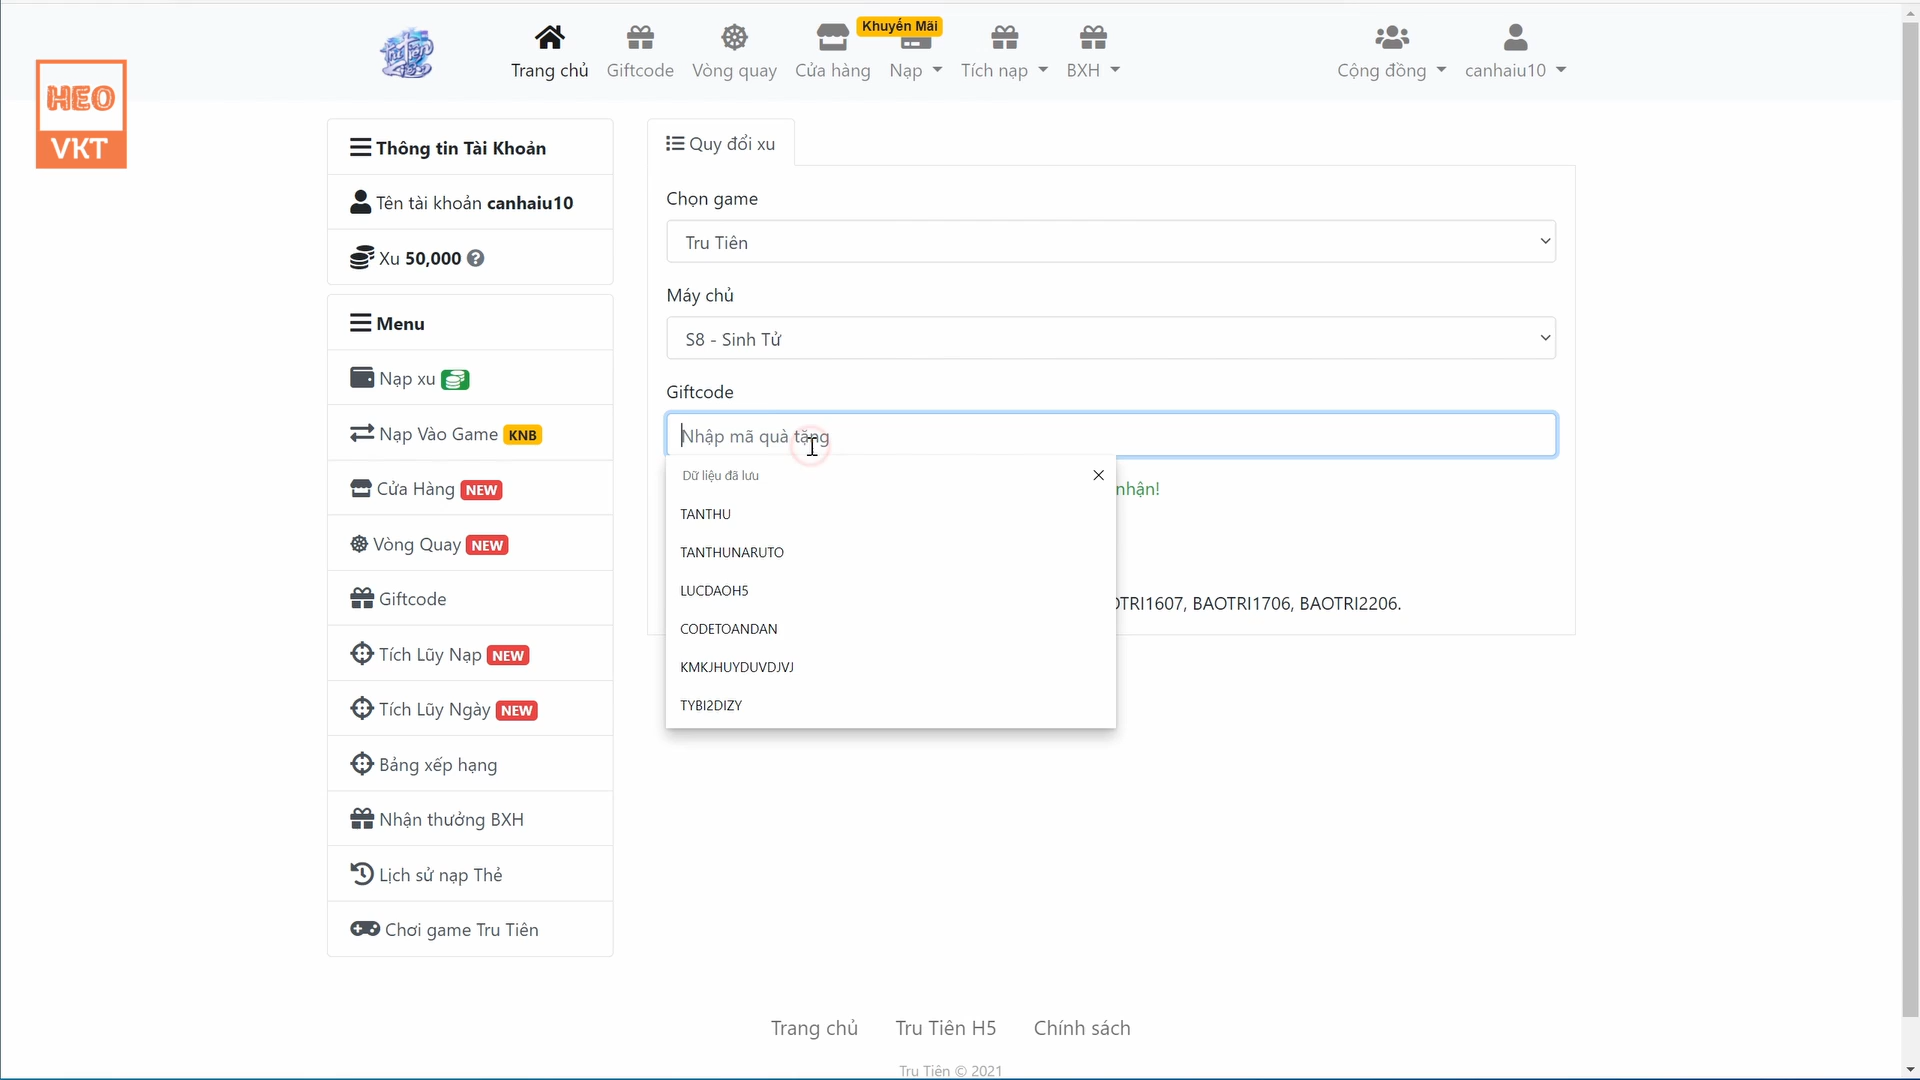 Khuyến Mãi
Trang chủ
Giftcode
Vòng quay
Cửa hàng
Nạp
Tích nạp
BXH
Cộng đồng
canhaiu10
HEO
VKT
Thông tin Tài Khoản
Tên tài khoản canhaiu10
Xu 50,000
Menu
Nạp xu
Nạp Vào Game KNB
Cửa Hàng NEW
Vòng Quay NEW
Giftcode
Tích Lũy Nạp NEW
Tích Lũy Ngày NEW
Bảng xếp hạng
Nhận thưởng BXH
Lịch sử nạp Thẻ
Chơi game Tru Tiên
Quy đổi xu
Chọn game
Tru Tiên
Máy chủ
S8 - Sinh Tử
Giftcode
Nhập mã quà tặng
Dữ liệu đã lưu
nhận!
TANTHU
TANTHUNARUTO
LUCDAOH5
TRI1607, BAOTRI1706, BAOTRI2206.
CODETOANDAN
KMKJHUYDUVDJVJ
TYBI2DIZY
Trang chủ
Tru Tiên H5
Chính sách
Tru Tiên © 2021